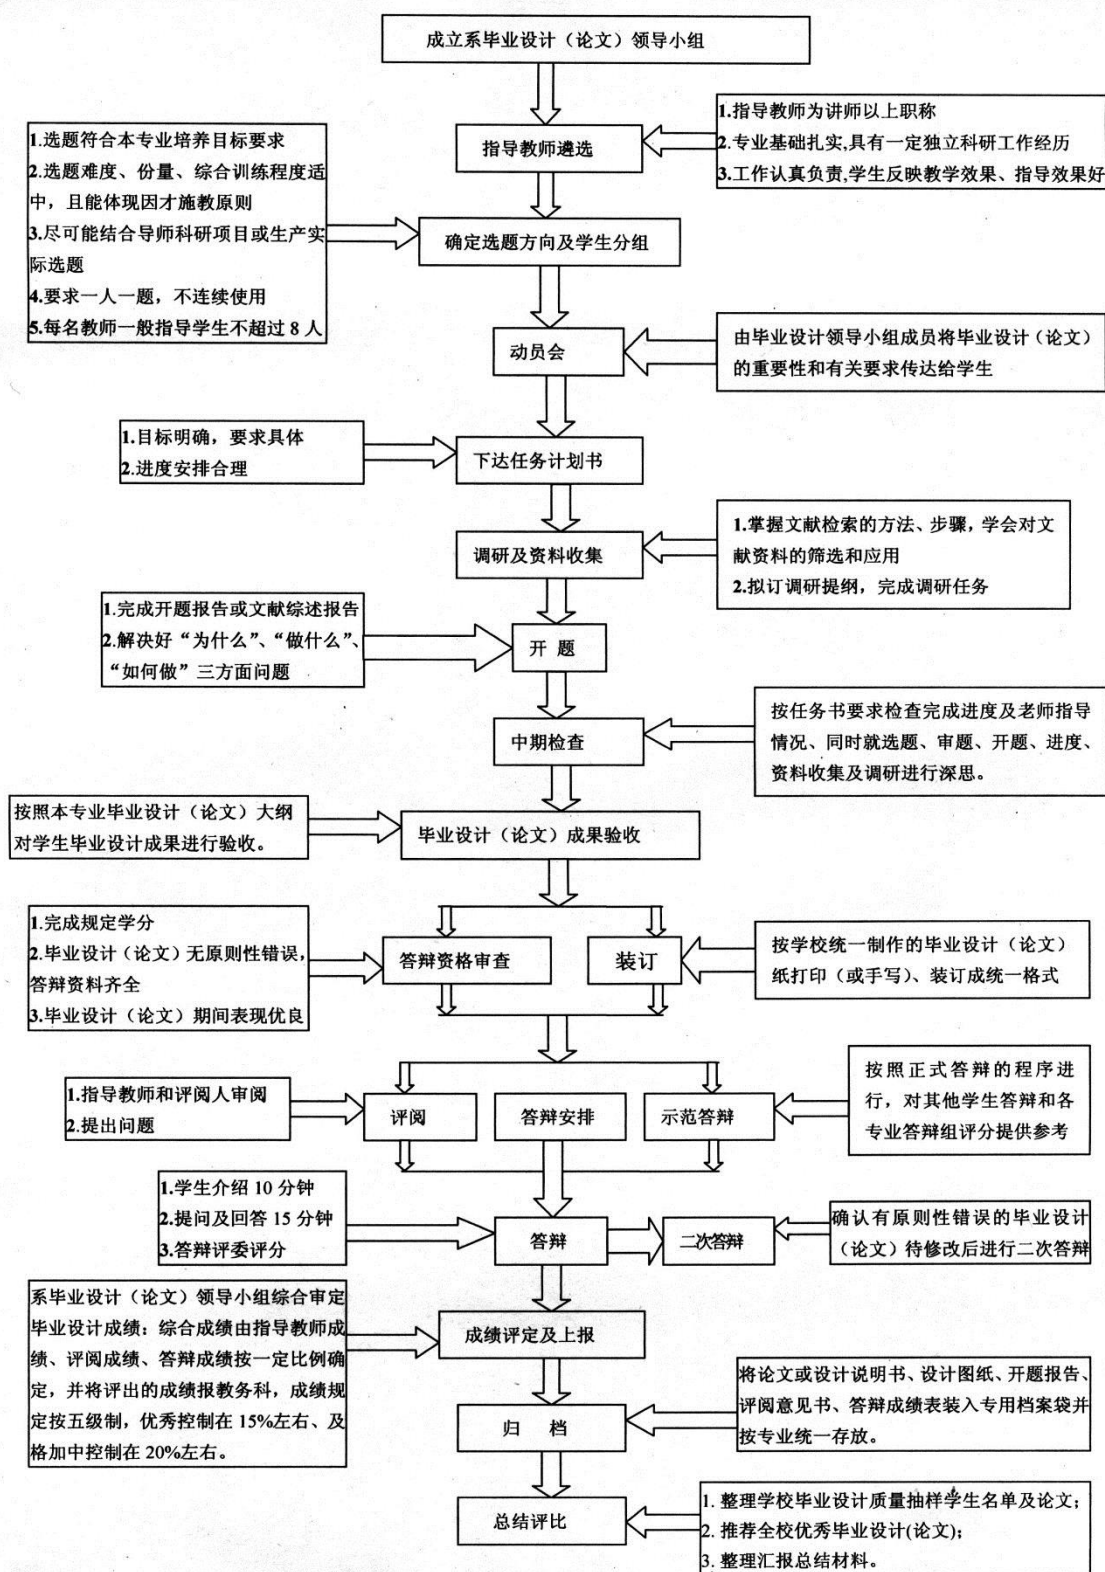 成立系毕业设计（论文）领导小组
指导教师遴选
1.指导教师为讲师以上职称
2.专业基础扎实,具有一定独立科研工作经历
3.工作认真负责,学生反映教学效果、指导效果好
1.选题符合本专业培养目标要求
2.选题难度、份量、综合训练程度适
中，且能体现因才施教原则
3.尽可能结合导师科研项目或生产实
际选题
4.要求一人一题，不连续使用
5.每名教师一般指导学生不超过 8 人
确定选题方向及学生分组
动员会
由毕业设计领导小组成员将毕业设计（论文）
的重要性和有关要求传达给学生
1.目标明确，要求具体
2.进度安排合理
下达任务计划书
调研及资料收集
1.掌握文献检索的方法、步骤，学会对文
献资料的筛选和应用
2.拟订调研提纲，完成调研任务
1.完成开题报告或文献综述报告
2.解决好“为什么”、“做什么”、
“如何做”三方面问题
开 题
中期检查
按任务书要求检查完成进度及老师指导
情况、同时就选题、审题、开题、进度、
资料收集及调研进行深思。
按照本专业毕业设计（论文）大纲
对学生毕业设计成果进行验收。
毕业设计（论文）成果验收
1.完成规定学分
2.毕业设计（论文）无原则性错误，
答辩资料齐全
3.毕业设计（论文）期间表现优良
答辩资格审查
装订
按学校统一制作的毕业设计（论文）
纸打印（或手写）、装订成统一格式
1.指导教师和评阅人审阅
2.提出问题
评阅
答辩安排
示范答辩
按照正式答辩的程序进
行，对其他学生答辩和各
专业答辩组评分提供参考
1.学生介绍 10 分钟
2.提问及回答 15 分钟
3.答辩评委评分
答辩
二次答辩
确认有原则性错误的毕业设计
（论文）待修改后进行二次答辩
系毕业设计（论文）领导小组综合审定
毕业设计成绩：综合成绩由指导教师成
绩、评阅成绩、答辩成绩按一定比例确
定，并将评出的成绩报教务科，成绩规
定按五级制，优秀控制在 15%左右、及
格加中控制在 20%左右。
成绩评定及上报
归 档
将论文或设计说明书、设计图纸、开题报告、
评阅意见书、答辩成绩表装入专用档案袋并
按专业统一存放。
总结评比
1. 整理学校毕业设计质量抽样学生名单及论文；
2. 推荐全校优秀毕业设计(论文)；
3. 整理汇报总结材料。